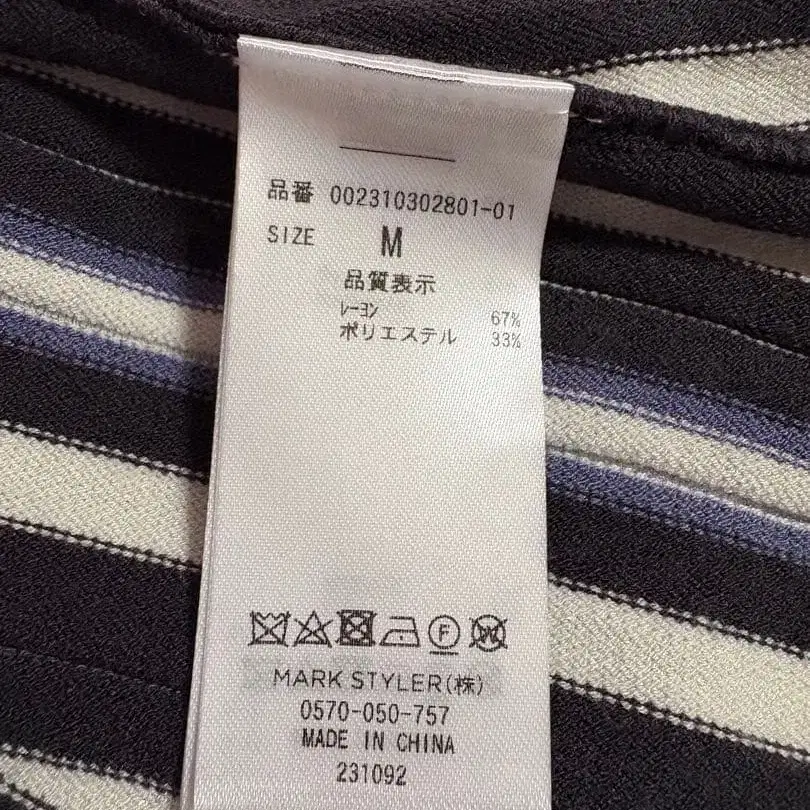 品番 002310302801-01
SIZE M
品質表示
ﾚｰﾖﾝ 67%
ポリエステル 33%
F W
MARK STYLER(株)
0570-050-757
MADE IN CHINA
231092